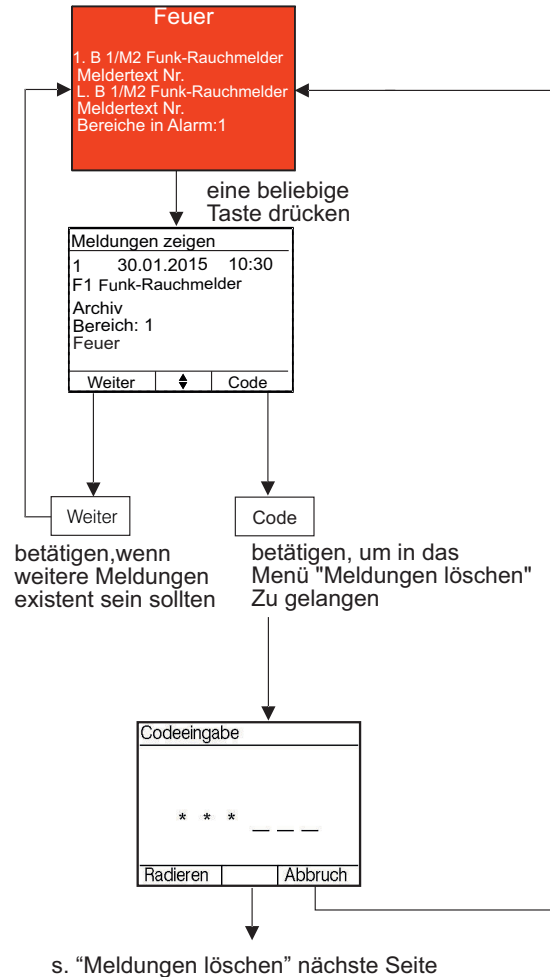 Feuer
1. B 1/M2 Funk-Rauchmelder
Meldertext Nr.
L. B 1/M2 Funk-Rauchmelder
Meldertext Nr.
Bereiche in Alarm:1
eine beliebige
Taste drücken
Meldungen zeigen
1 30.01.2015 10:30
F1 Funk-Rauchmelder
Archiv
Bereich: 1
Feuer
Weiter Code
Weiter
betätigen,wenn
weitere Meldungen
existent sein sollten
Code
betätigen, um in das
Menü "Meldungen löschen"
Zu gelangen
Codeeingabe
* * * _ _ _
Radieren Abbruch
s. “Meldungen löschen” nächste Seite